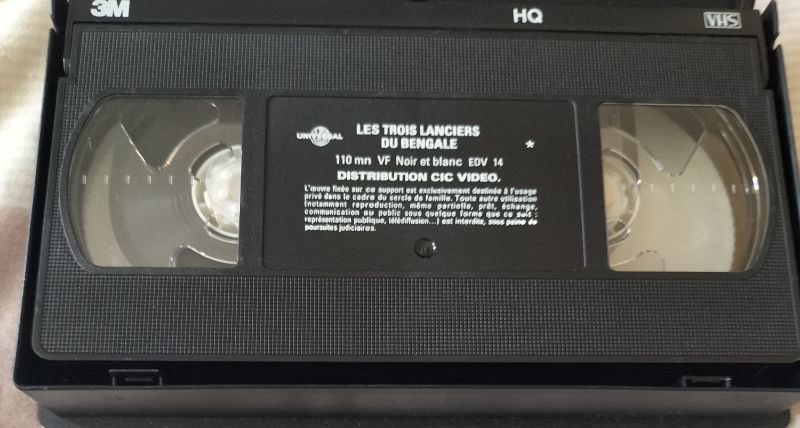 3M
HQ
VHS
UNIVERSAL
LES TROIS LANCIERS
DU BENGALE
*
110 mn VF Noir et blanc EDV 14
DISTRIBUTION CIC VIDEO.
L'œuvre fixée sur ce support est exclusivement destinée à l'usage
privé dans le cadre du cercle de famille. Toute autre utilisation
(notamment reproduction, même partielle, prêt, échange,
communication au public sous quelque forme que ce soit :
représentation publique, télédiffusion...) est interdite, sous peine de
poursuites judiciaires.